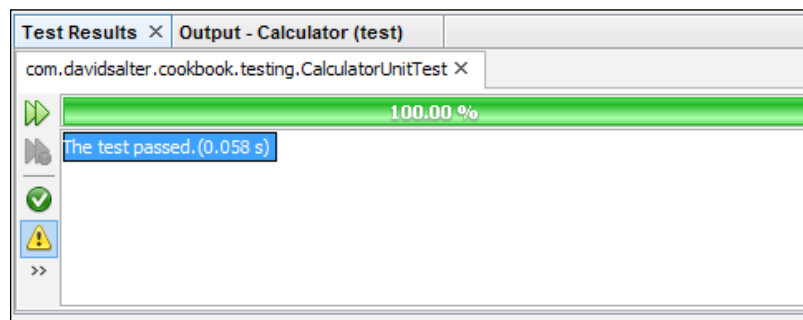 Test Results × Output - Calculator (test)
com.davidsalter.cookbook.testing.CalculatorUnitTest ×
100.00 %
The test passed.(0.058 s)
>>